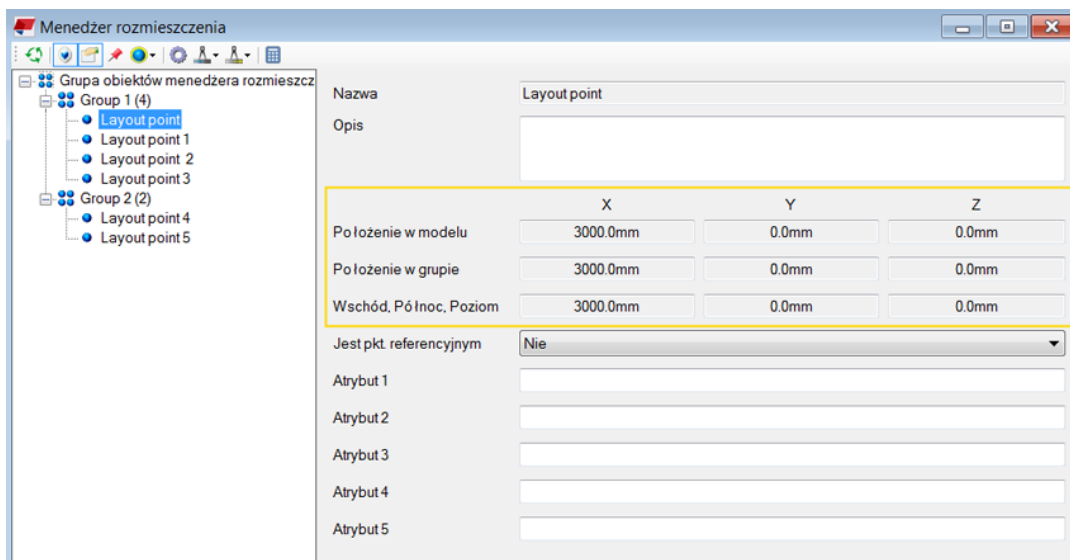 Menedżer rozmieszczenia
Grupa obiektów menedżera rozmieszcz
Group 1 (4)
Layout point
Layout point 1
Layout point 2
Layout point 3
Group 2 (2)
Layout point 4
Layout point 5
Nazwa Layout point
Opis
X Y Z
Położenie w modelu 3000.0mm 0.0mm 0.0mm
Położenie w grupie 3000.0mm 0.0mm 0.0mm
Wschód, Północ, Poziom 3000.0mm 0.0mm 0.0mm
Jest pkt. referencyjnym Nie
Atrybut 1
Atrybut 2
Atrybut 3
Atrybut 4
Atrybut 5